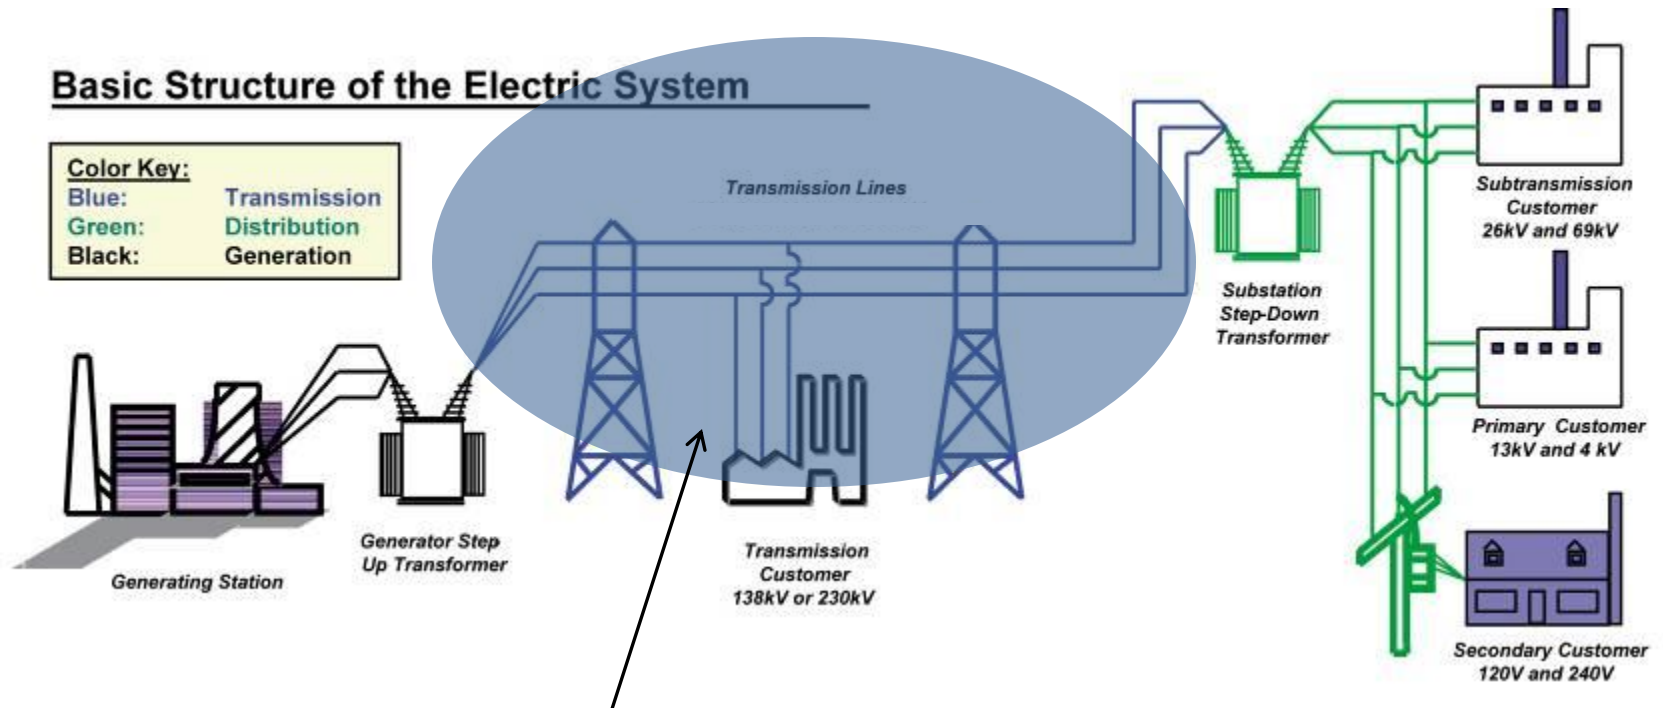 Basic Structure of the Electric System
Color Key:
Blue: Transmission
Green: Distribution
Black: Generation
Transmission Lines
Subtransmission
Customer
26kV and 69kV
Substation
Step-Down
Transformer
Primary Customer
13kV and 4 kV
Generator Step
Up Transformer
Generating Station
Transmission
Customer
138kV or 230kV
Secondary Customer
120V and 240V